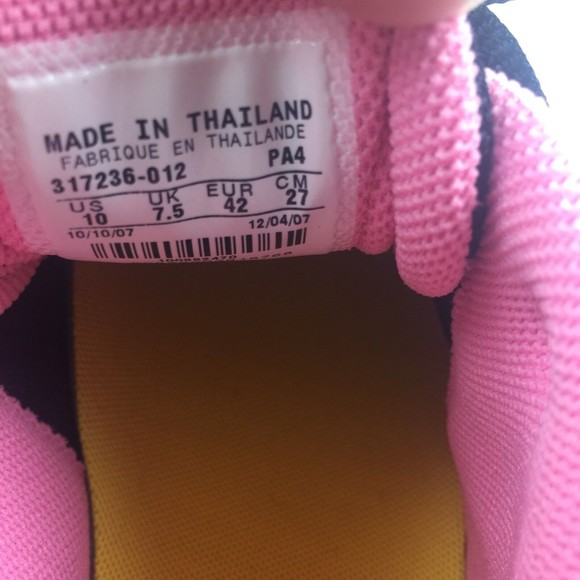 MADE IN THAILAND
FABRIQUE EN THAILANDE
317236-012 PA4
US UK EUR CM
10 7.5 42 27
10/10/07 12/04/07